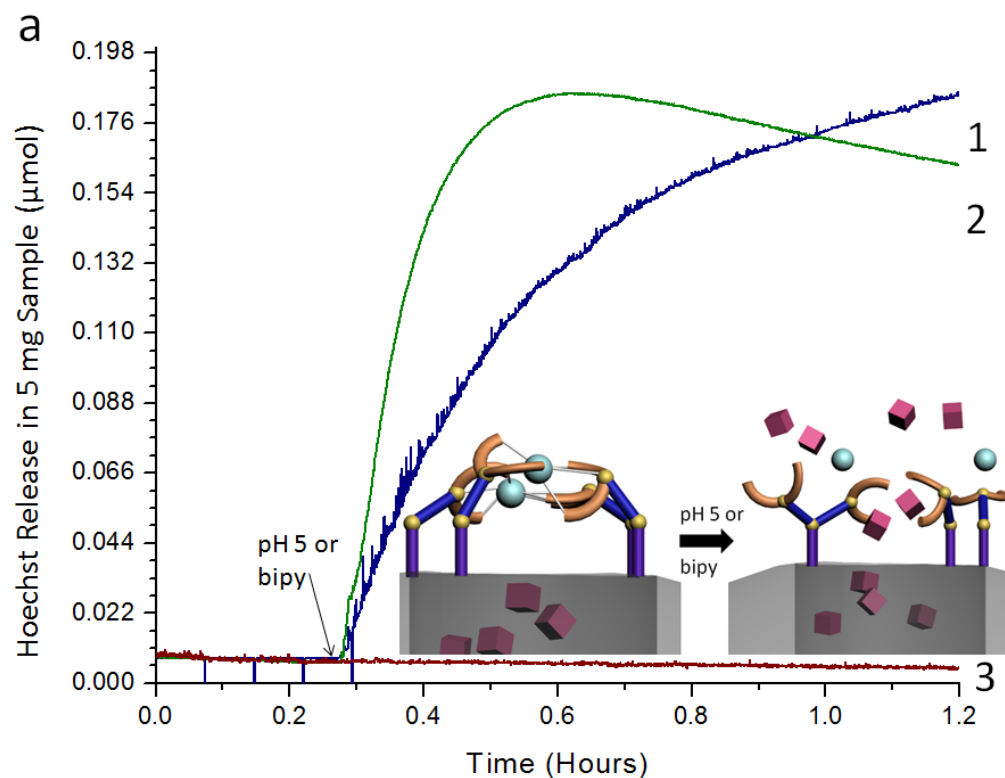 a
Hoechst Release in 5 mg Sample (μmol)
0.198
0.176
0.154
0.132
0.110
0.088
0.066
0.044
0.022
0.000
1
2
3
pH 5 or
bipy
pH 5 or
bipy
0.0 0.2 0.4 0.6 0.8 1.0 1.2
Time (Hours)